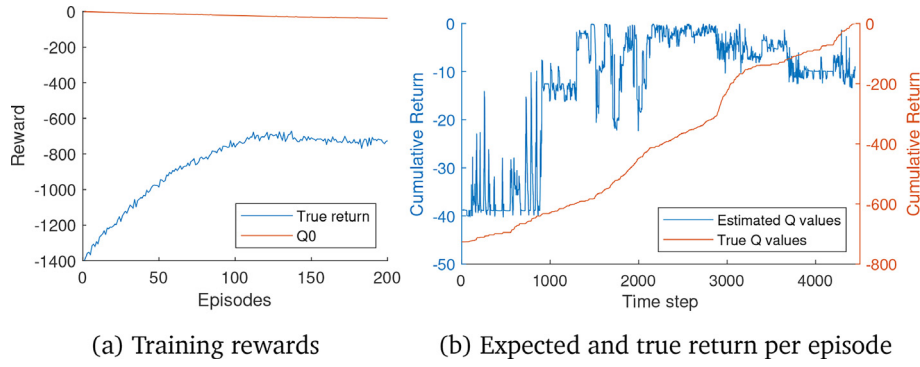 0
-200
-400
-600
-800
-1000
-1200
-1400
Reward
0
50
100
150
200
Episodes
True return
Q0
(a) Training rewards
0
-10
-20
-30
-40
-50
Cumulative Return
0
1000
2000
3000
4000
Time step
Estimated Q values
True Q values
0
-200
-400
-600
-800
Cumulative Return
(b) Expected and true return per episode